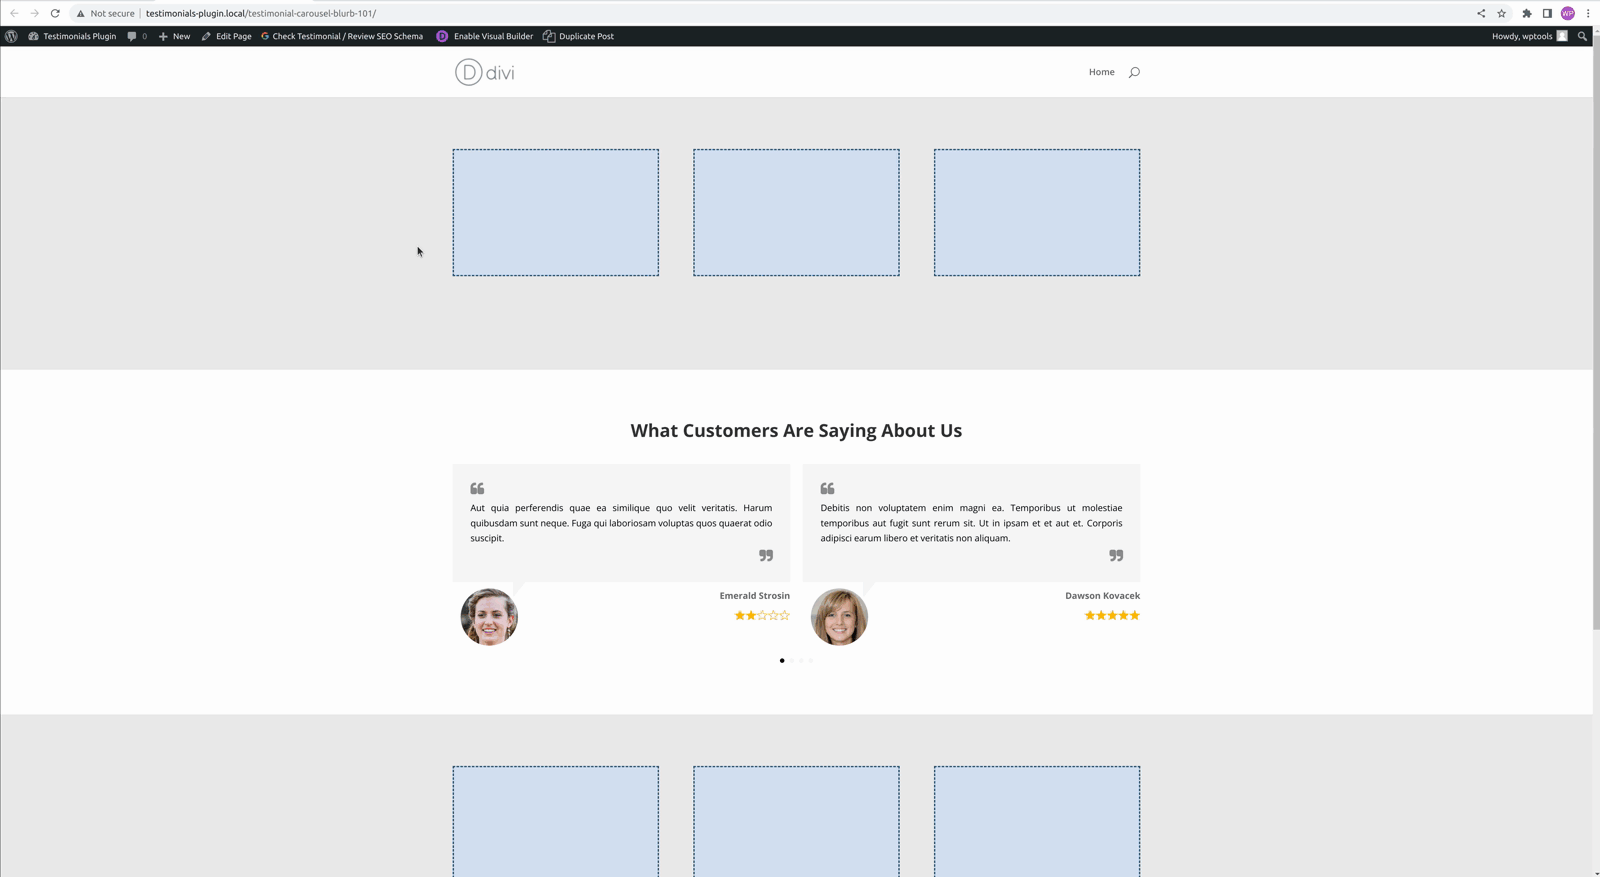 Not secure testimonials-plugin.local/testimonial-carousel-blurb-101/ WP
Testimonials Plugin 0 New Edit Page G Check Testimonial / Review SEO Schema D Enable Visual Builder Duplicate Post Howdy, wptools
D divi Home
What Customers Are Saying About Us
Aut quia perferendis quae ea similique quo velit veritatis. Harum
quibusdam sunt neque. Fuga qui laboriosam voluptas quos quaerat odio
suscipit.
Emerald Strosin
Debitis non voluptatem enim magni ea. Temporibus ut molestiae
temporibus aut fugit sunt rerum sit. Ut in ipsam et et aut et. Corporis
adipisci earum libero et veritatis non aliquam.
Dawson Kovacek